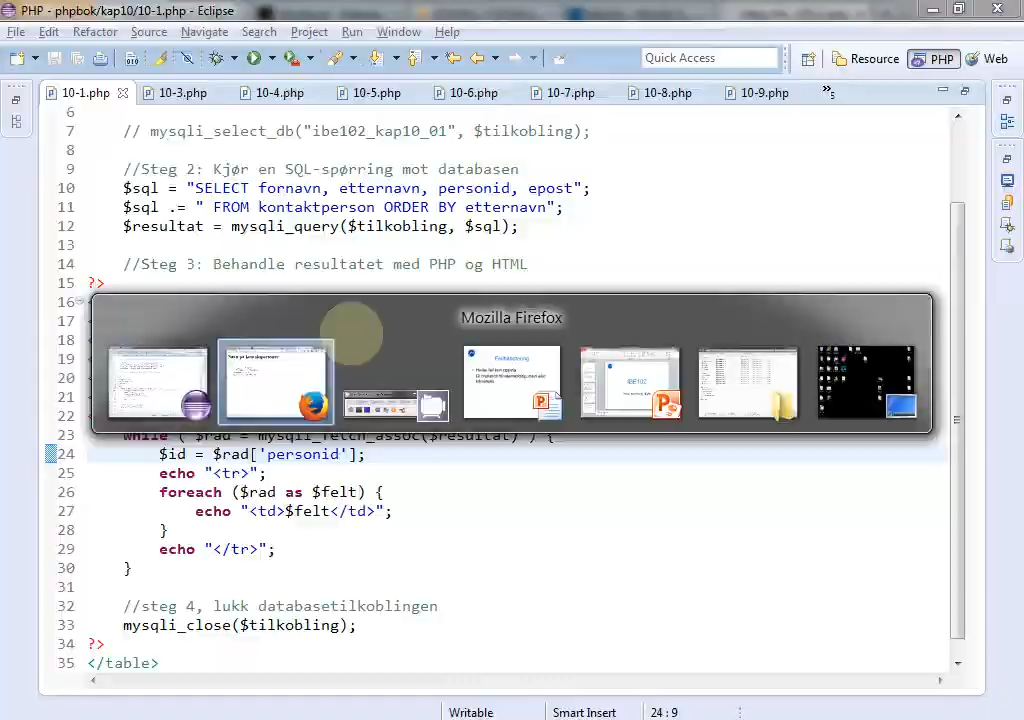 PHP - phpbok/kap10/10-1.php - Eclipse
File Edit Refactor Source Navigate Search Project Run Window Help
Quick Access
Resource PHP Web
10-1.php 10-3.php 10-4.php 10-5.php 10-6.php 10-7.php 10-8.php 10-9.php »5
6
7 // mysqli_select_db("ibe102_kap10_01", $tilkobling);
8
9 //Steg 2: Kjør en SQL-spørring mot databasen
10 $sql = "SELECT fornavn, etternavn, personid, epost";
11 $sql .= " FROM kontaktperson ORDER BY etternavn";
12 $resultat = mysqli_query($tilkobling, $sql);
13
14 //Steg 3: Behandle resultatet med PHP og HTML
15 ?>
16
Mozilla Firefox
17
18
19
20
21
22
IBE102
23 while ( $rad = mysqli_fetch_assoc($resultat) ) {
24 $id = $rad['personid'];
25 echo "<tr>";
26 foreach ($rad as $felt) {
27 echo "<td>$felt</td>";
28 }
29 echo "</tr>";
30 }
31
32 //steg 4, lukk databasetilkoblingen
33 mysqli_close($tilkobling);
34 ?>
35 </table>
Writable Smart Insert 24 : 9